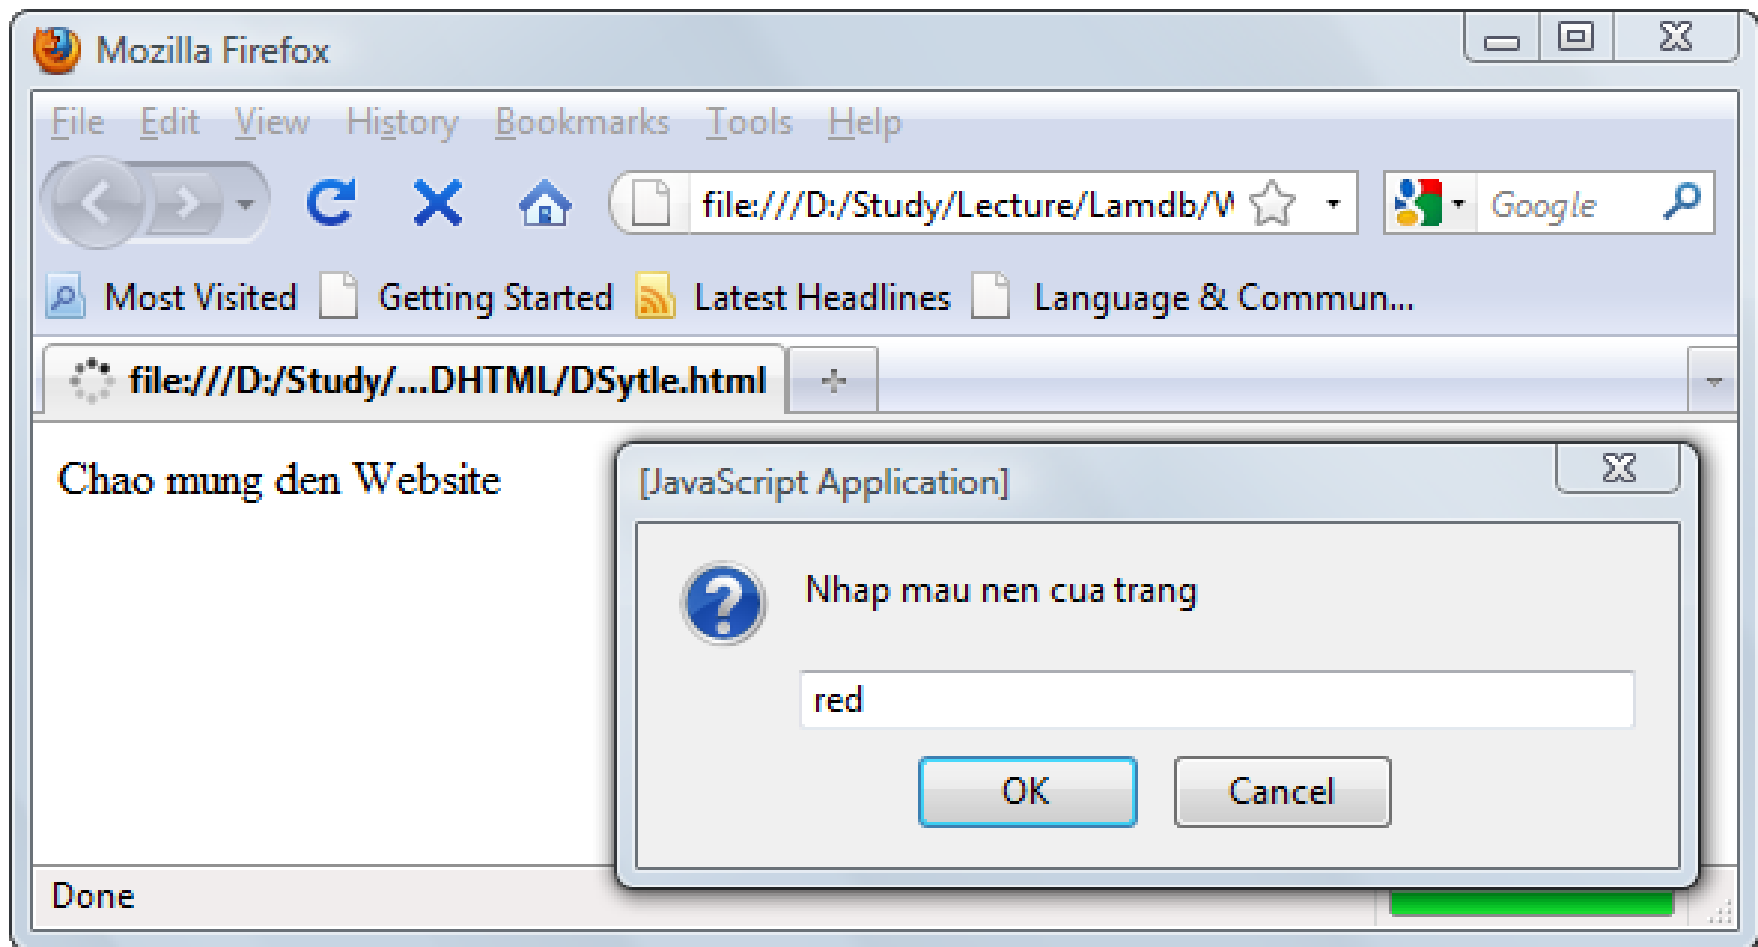 Mozilla Firefox
File Edit View History Bookmarks Tools Help
file:///D:/Study/Lecture/Lamdb/W
Google
Most Visited Getting Started Latest Headlines Language & Commun...
file:///D:/Study/...DHTML/DSytle.html
Chao mung den Website
[JavaScript Application]
Nhap mau nen cua trang
red
OK Cancel
Done